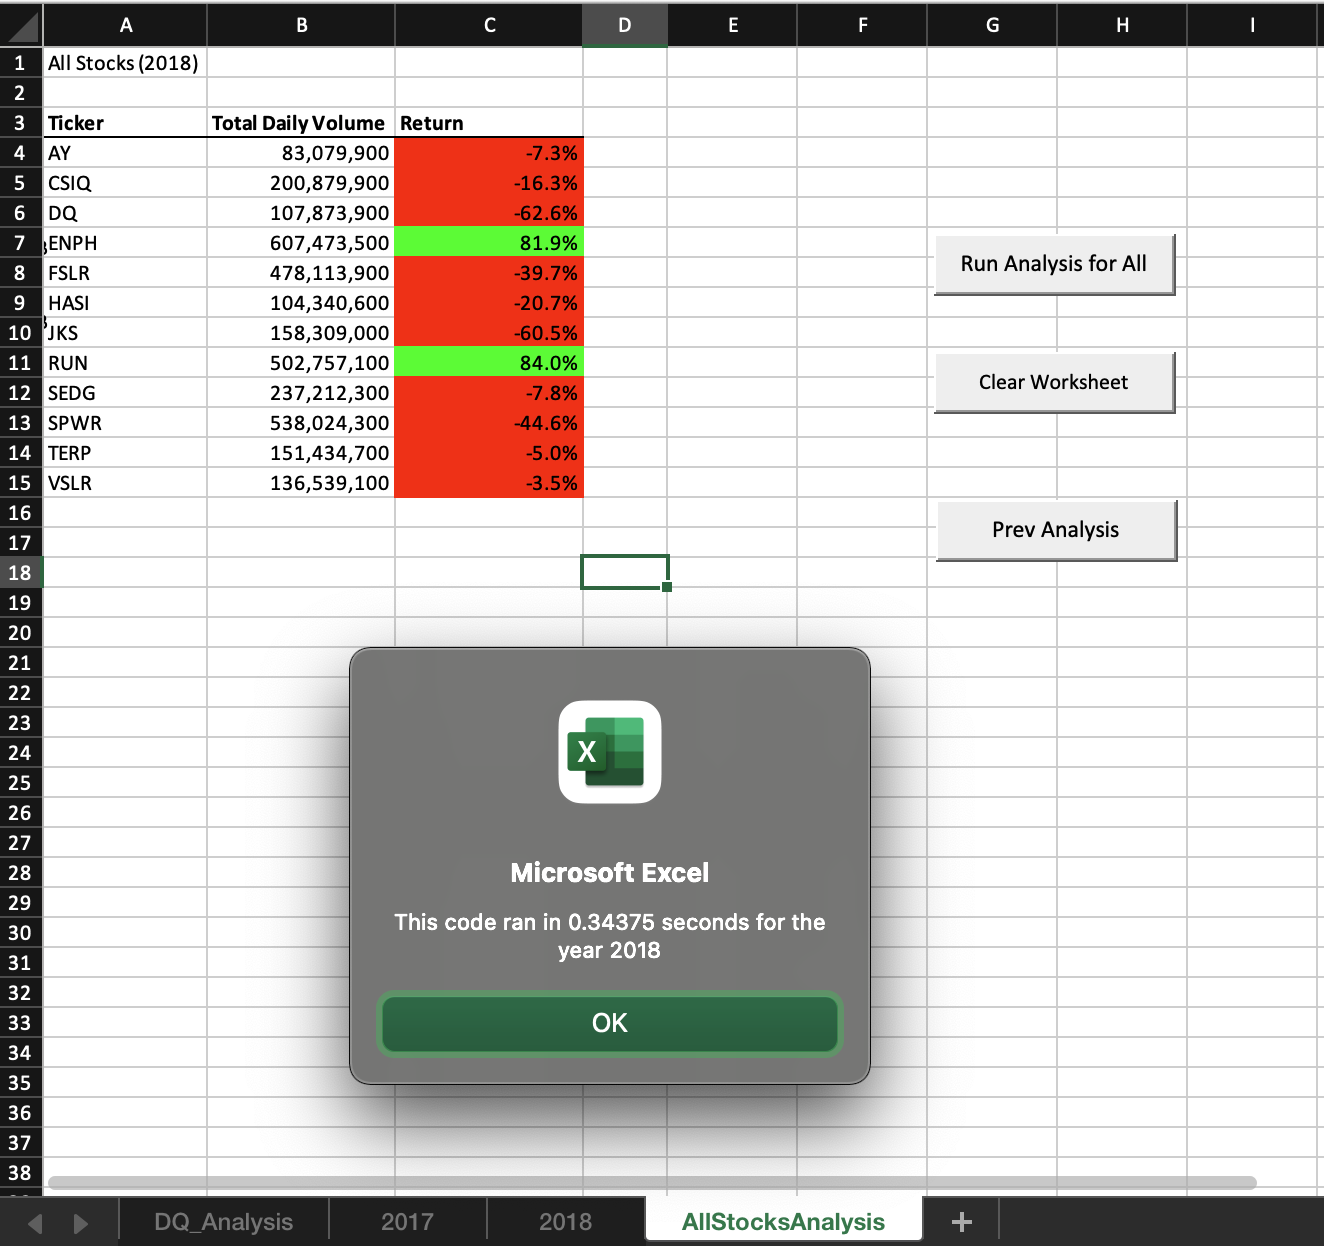 A B C D E F G H I
1 All Stocks (2018)
2
3 Ticker Total Daily Volume Return
4 AY 83,079,900 -7.3%
5 CSIQ 200,879,900 -16.3%
6 DQ 107,873,900 -62.6%
7 ENPH 607,473,500 81.9%
8 FSLR 478,113,900 -39.7%
9 HASI 104,340,600 -20.7%
10 JKS 158,309,000 -60.5%
11 RUN 502,757,100 84.0%
12 SEDG 237,212,300 -7.8%
13 SPWR 538,024,300 -44.6%
14 TERP 151,434,700 -5.0%
15 VSLR 136,539,100 -3.5%
16
17
18
19
20
21
22
23
24
25
26
27
28
29
30
31
32
33
34
35
36
37
38
Run Analysis for All
Clear Worksheet
Prev Analysis
X
Microsoft Excel
This code ran in 0.34375 seconds for the
year 2018
OK
DQ_Analysis 2017 2018 AllStocksAnalysis +